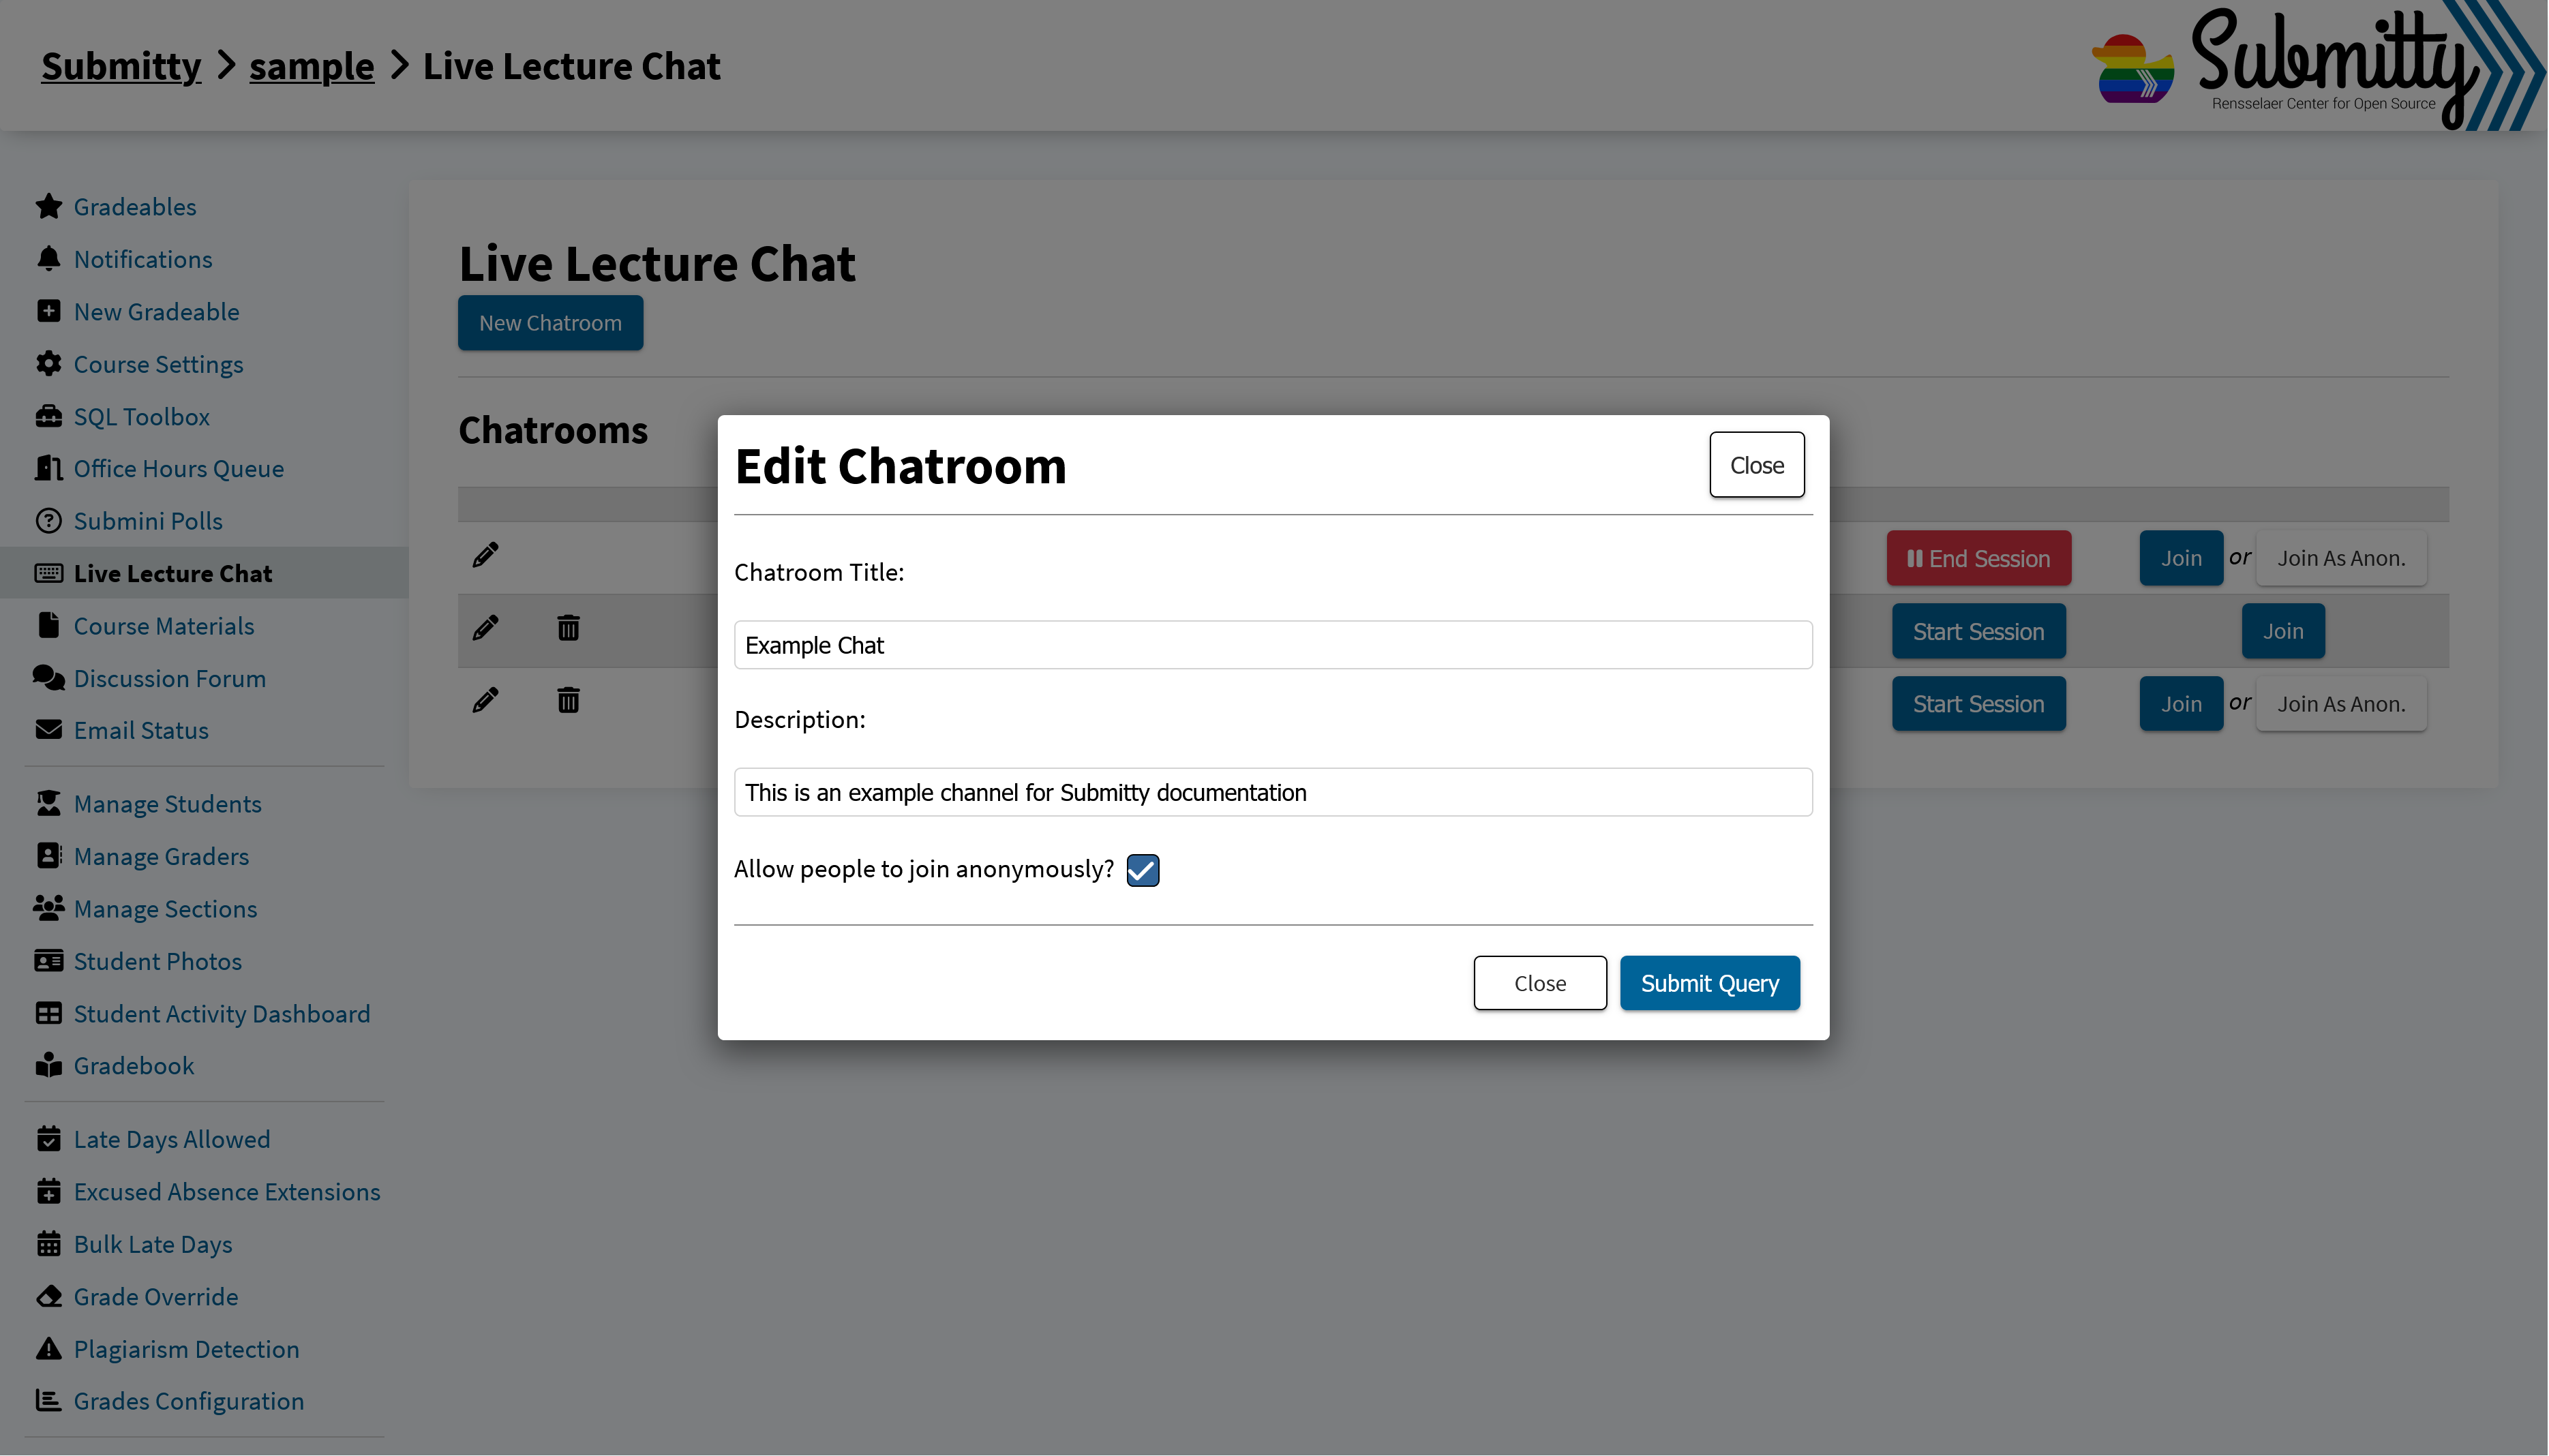 Submitty > sample > Live Lecture Chat
Submitty
Rensselaer Center for Open Source
Gradeables
Notifications
New Gradeable
Course Settings
SQL Toolbox
Office Hours Queue
Submini Polls
Live Lecture Chat
Course Materials
Discussion Forum
Email Status
Manage Students
Manage Graders
Manage Sections
Student Photos
Student Activity Dashboard
Gradebook
Late Days Allowed
Excused Absence Extensions
Bulk Late Days
Grade Override
Plagiarism Detection
Grades Configuration
Live Lecture Chat
New Chatroom
Chatrooms
End Session Join or Join As Anon.
Start Session Join
Start Session Join or Join As Anon.
Edit Chatroom
Close
Chatroom Title:
Example Chat
Description:
This is an example channel for Submitty documentation
Allow people to join anonymously?
Close Submit Query